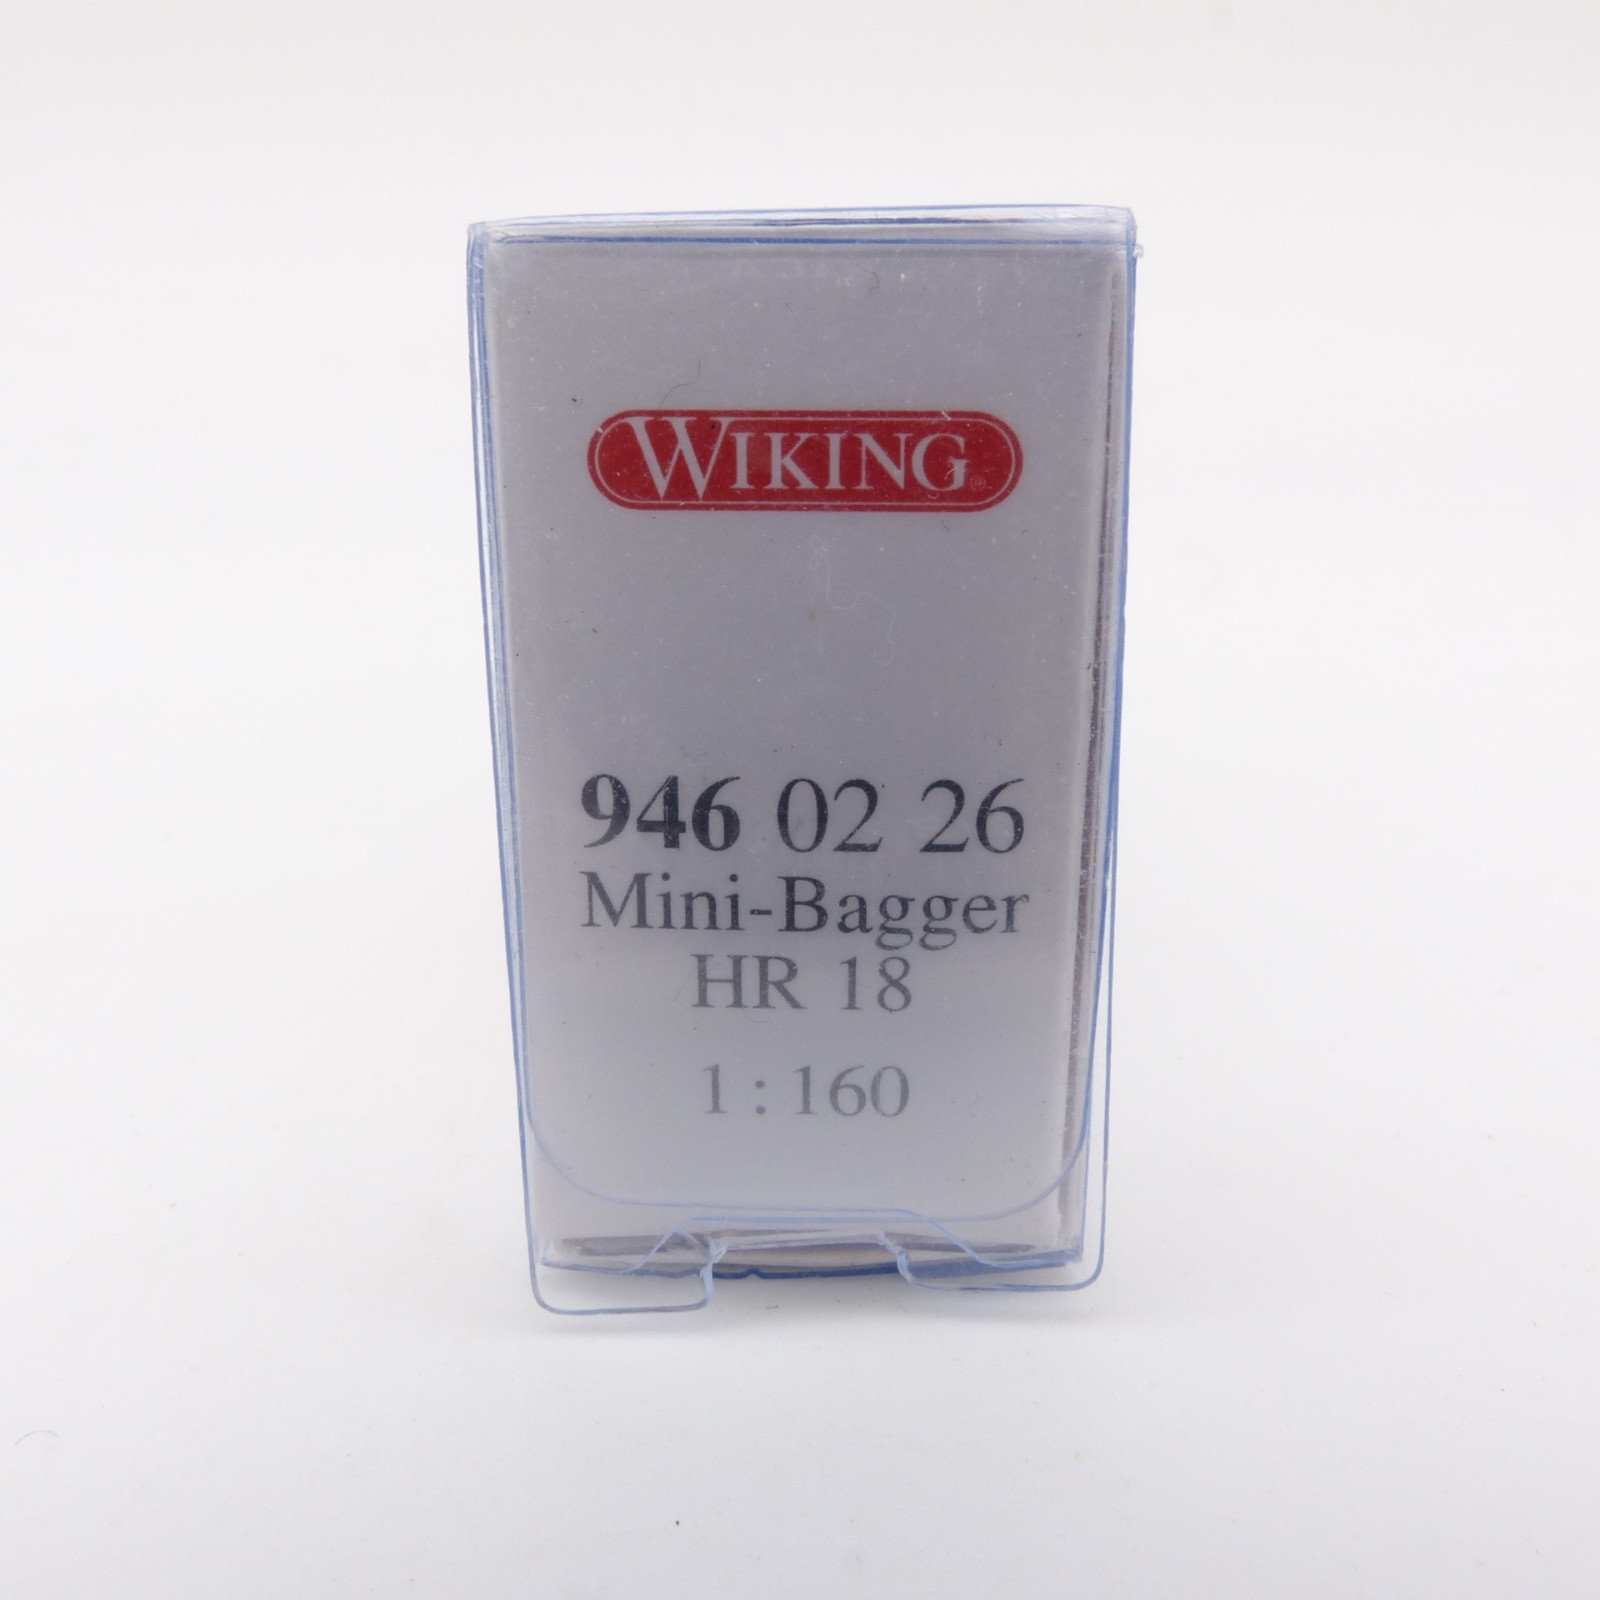 WIKING®
946 02 26
Mini-Bagger
HR 18
1 : 160